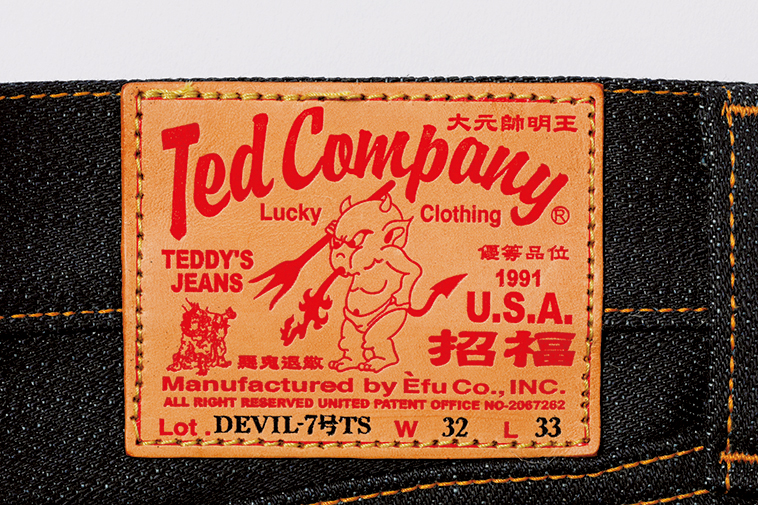 大元帥明王
Ted Company®
Lucky Clothing
TEDDY'S
JEANS
優等品位
1991
U.S.A.
招福
悪鬼退散
Manufactured by Èfu Co., INC.
ALL RIGHT RESERVED UNITED PATENT OFFICE NO-2067262
Lot. DEVIL-7号TS W 32 L 33